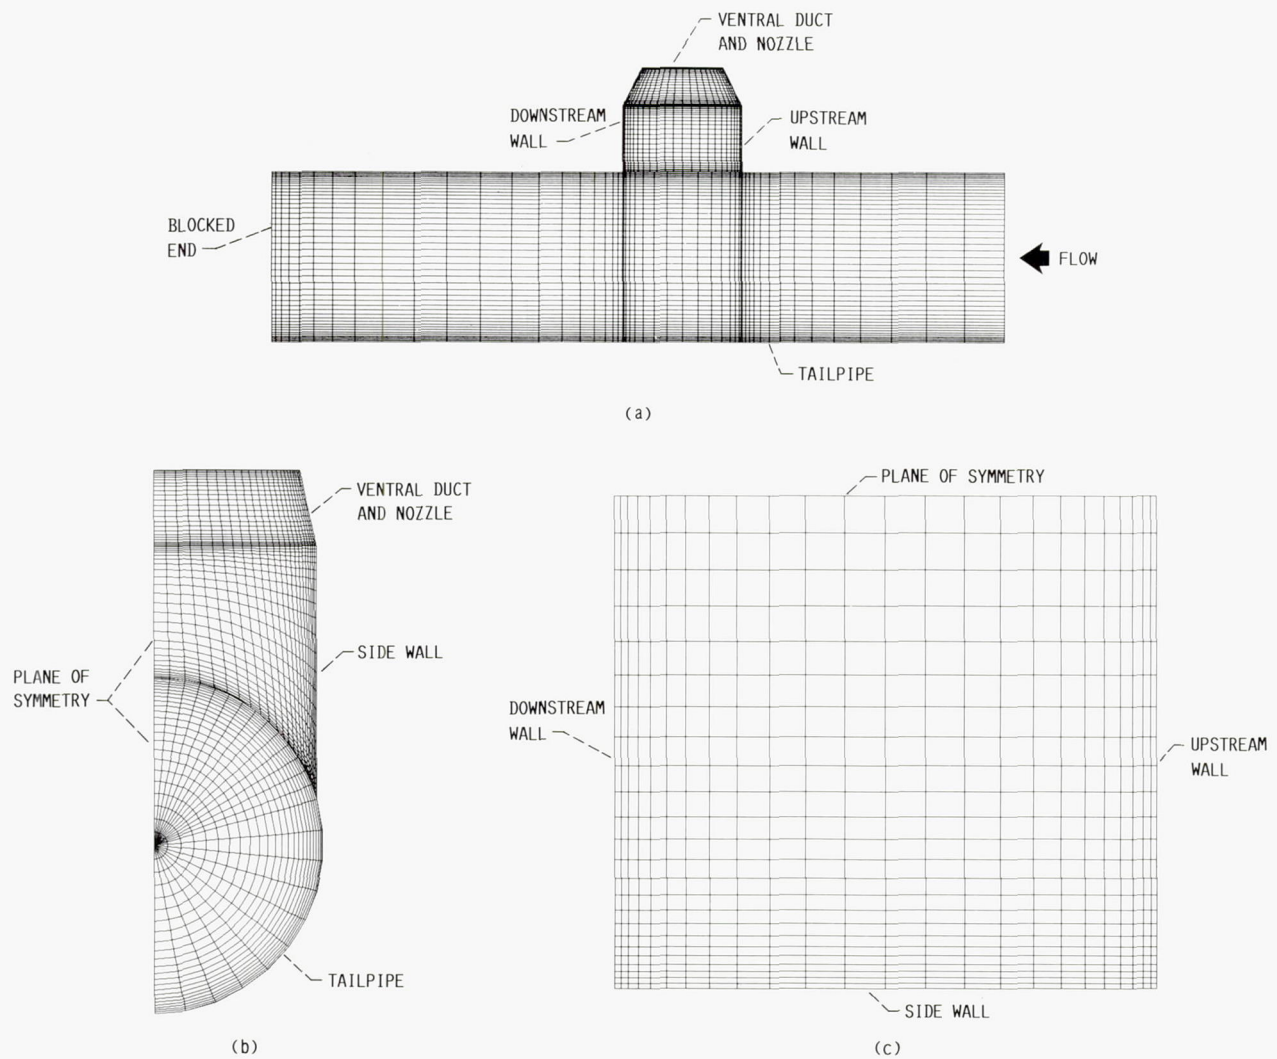 VENTRAL DUCT
AND NOZZLE
DOWNSTREAM
WALL
UPSTREAM
WALL
BLOCKED
END
FLOW
TAILPIPE
(a)
VENTRAL DUCT
AND NOZZLE
SIDE WALL
PLANE OF
SYMMETRY
TAILPIPE
(b)
PLANE OF SYMMETRY
DOWNSTREAM
WALL
UPSTREAM
WALL
SIDE WALL
(c)